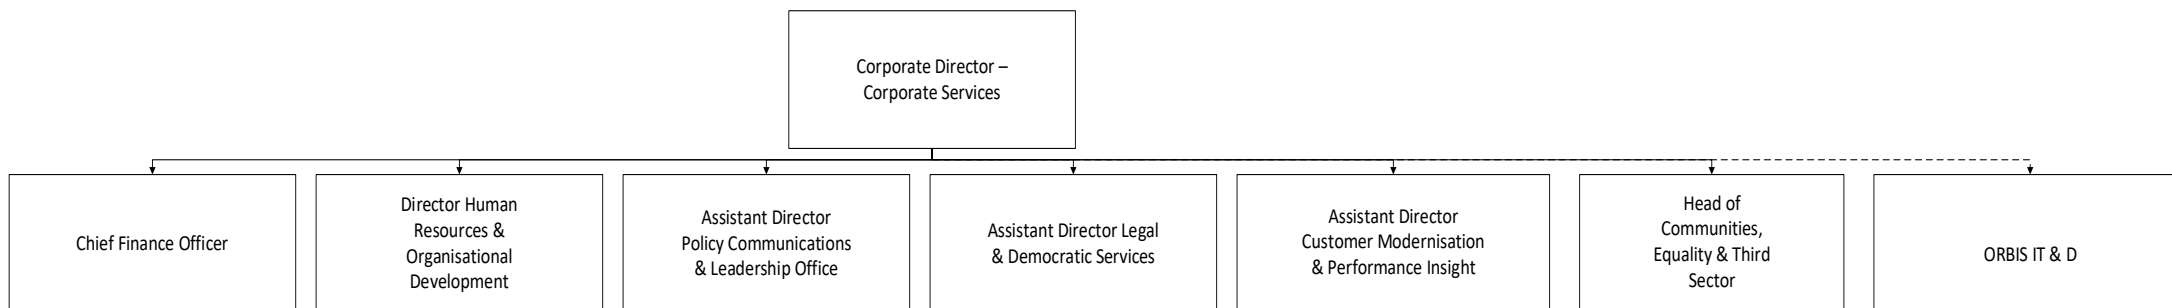 Corporate Director –
Corporate Services
Chief Finance Officer
Director Human
Resources &
Organisational
Development
Assistant Director
Policy Communications
& Leadership Office
Assistant Director Legal
& Democratic Services
Assistant Director
Customer Modernisation
& Performance Insight
Head of
Communities,
Equality & Third
Sector
ORBIS IT & D